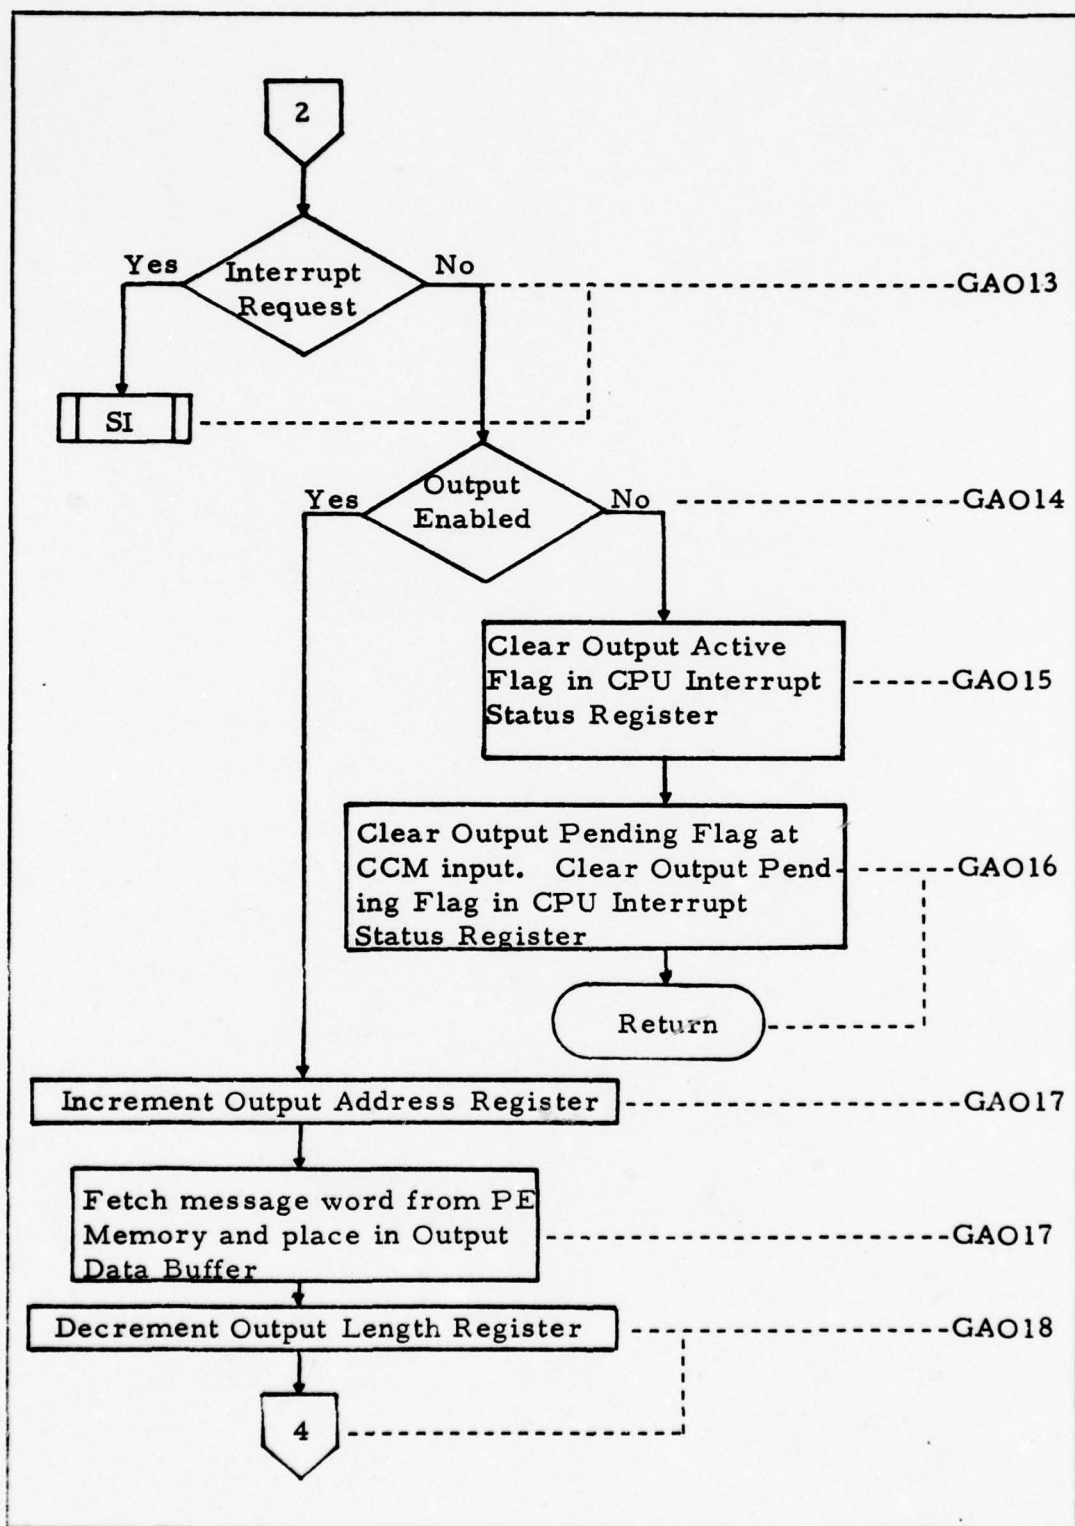 2
Yes
Interrupt
Request
No
GAO13
SI
Yes
Output
Enabled
No
GAO14
Clear Output Active
Flag in CPU Interrupt
Status Register
GAO15
Clear Output Pending Flag at
CCM input. Clear Output Pend-
ing Flag in CPU Interrupt
Status Register
GAO16
Return
Increment Output Address Register
GAO17
Fetch message word from PE
Memory and place in Output
Data Buffer
GAO17
Decrement Output Length Register
GAO18
4